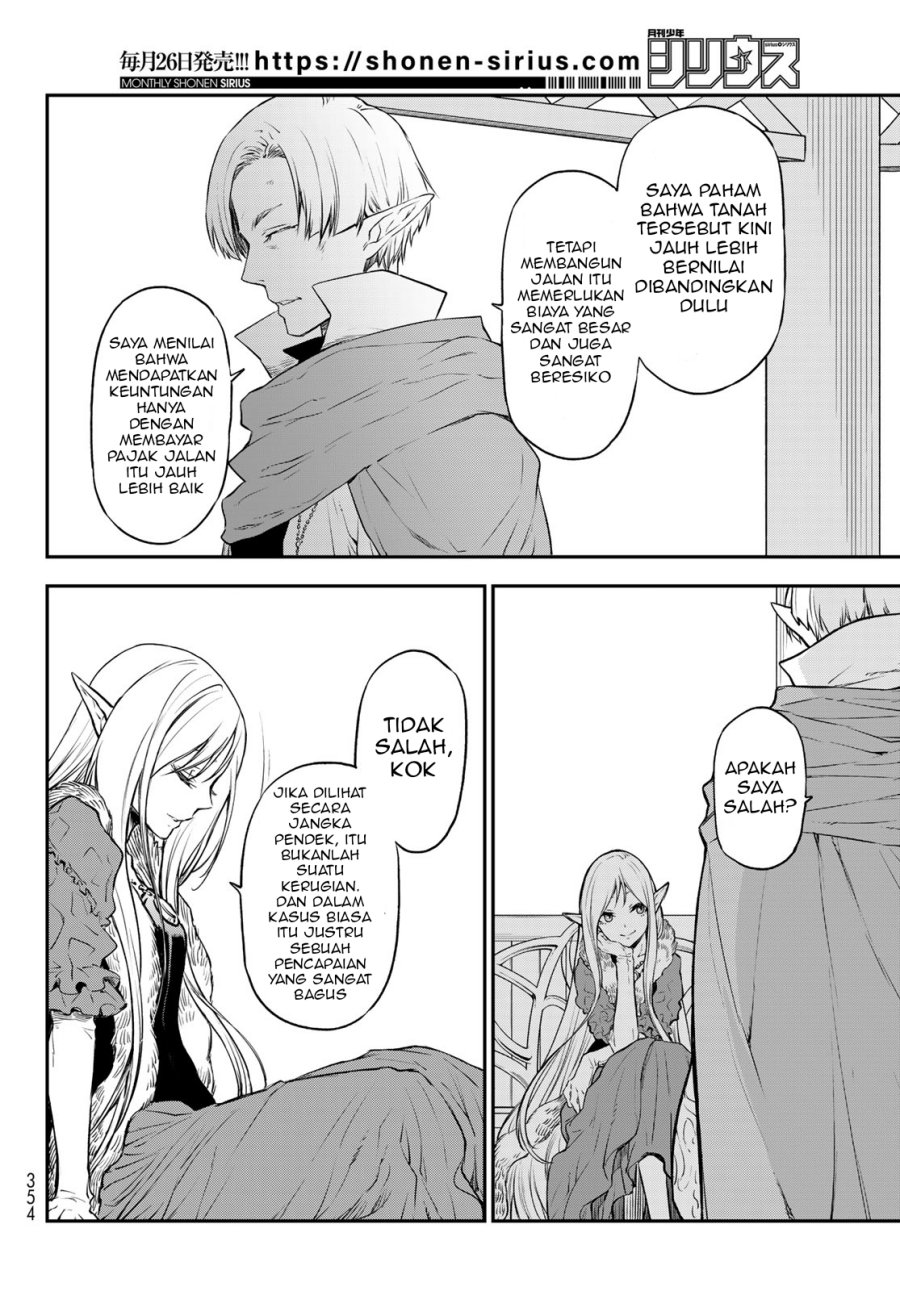 毎月26日発売!!! https://shonen-sirius.com
MONTHLY SHONEN SIRIUS
月刊少年
シリウス
SAYA PAHAM
BAHWA TANAH
TERSEBUT KINI
JAUH LEBIH
BERNILAI
DIBANDINGKAN
DULU
TETAPI
MEMBANGUN
JALAN ITU
MEMERLUKAN
BIAYA YANG
SANGAT BESAR
DAN JUGA
SANGAT
BERESIKO
SAYA MENILAI
BAHWA
MENDAPATKAN
KEUNTUNGAN
HANYA
DENGAN
MEMBAYAR
PAJAK JALAN
ITU JAUH
LEBIH BAIK
APAKAH
SAYA
SALAH?
TIDAK
SALAH,
KOK
JIKA DILIHAT
SECARA
JANGKA
PENDEK, ITU
BUKANLAH
SUATU
KERUGIAN.
DAN DALAM
KASUS BIASA
ITU JUSTRU
SEBUAH
PENCAPAIAN
YANG SANGAT
BAGUS
354